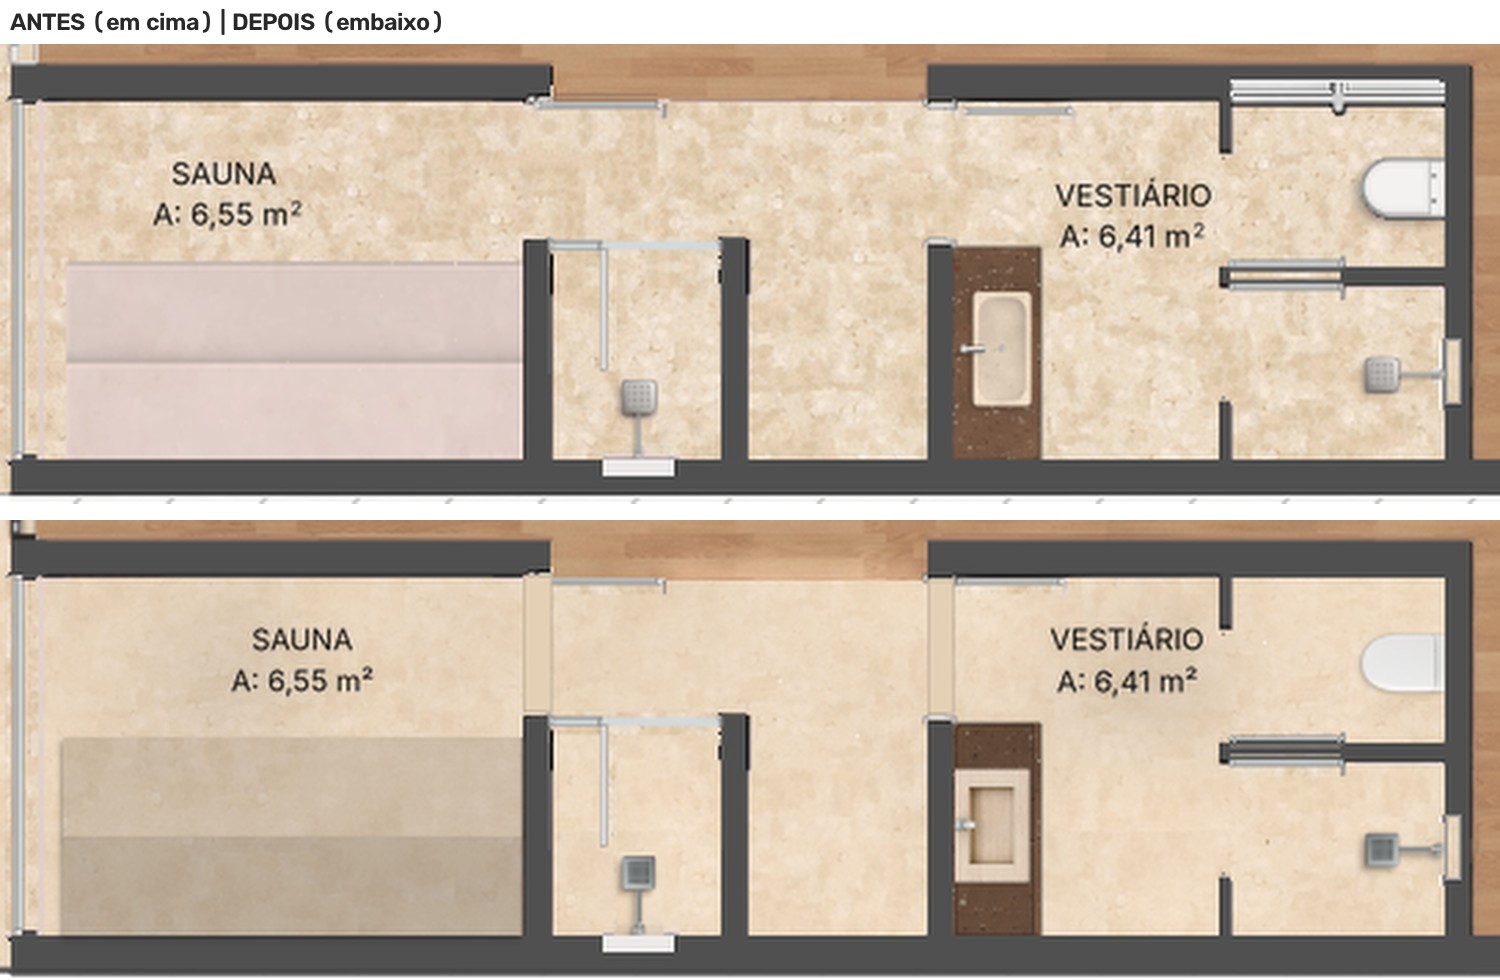 ANTES (em cima) | DEPOIS (embaixo)
SAUNA
A: 6,55 m²
VESTIÁRIO
A: 6,41 m²
SAUNA
A: 6,55 m²
VESTIÁRIO
A: 6,41 m²